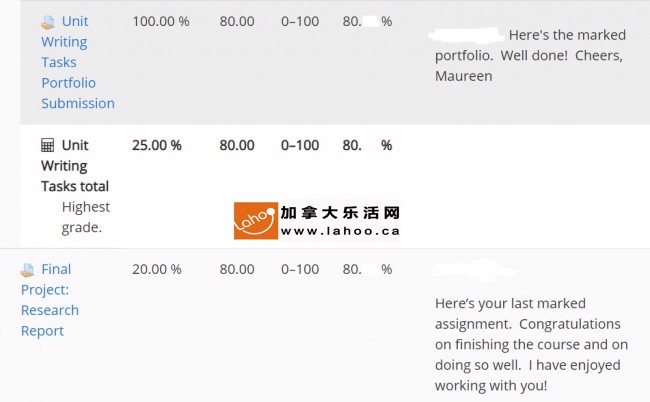 Unit Writing Tasks Portfolio Submission 100.00 % 80.00 0–100 80. % Here's the marked portfolio. Well done! Cheers, Maureen
Unit Writing Tasks total 25.00 % 80.00 0–100 80. %
Highest grade.
Lahoo 加拿大乐活网
www.lahoo.ca
Final Project: Research Report 20.00 % 80.00 0–100 80. %
Here's your last marked assignment. Congratulations on finishing the course and on doing so well. I have enjoyed working with you!